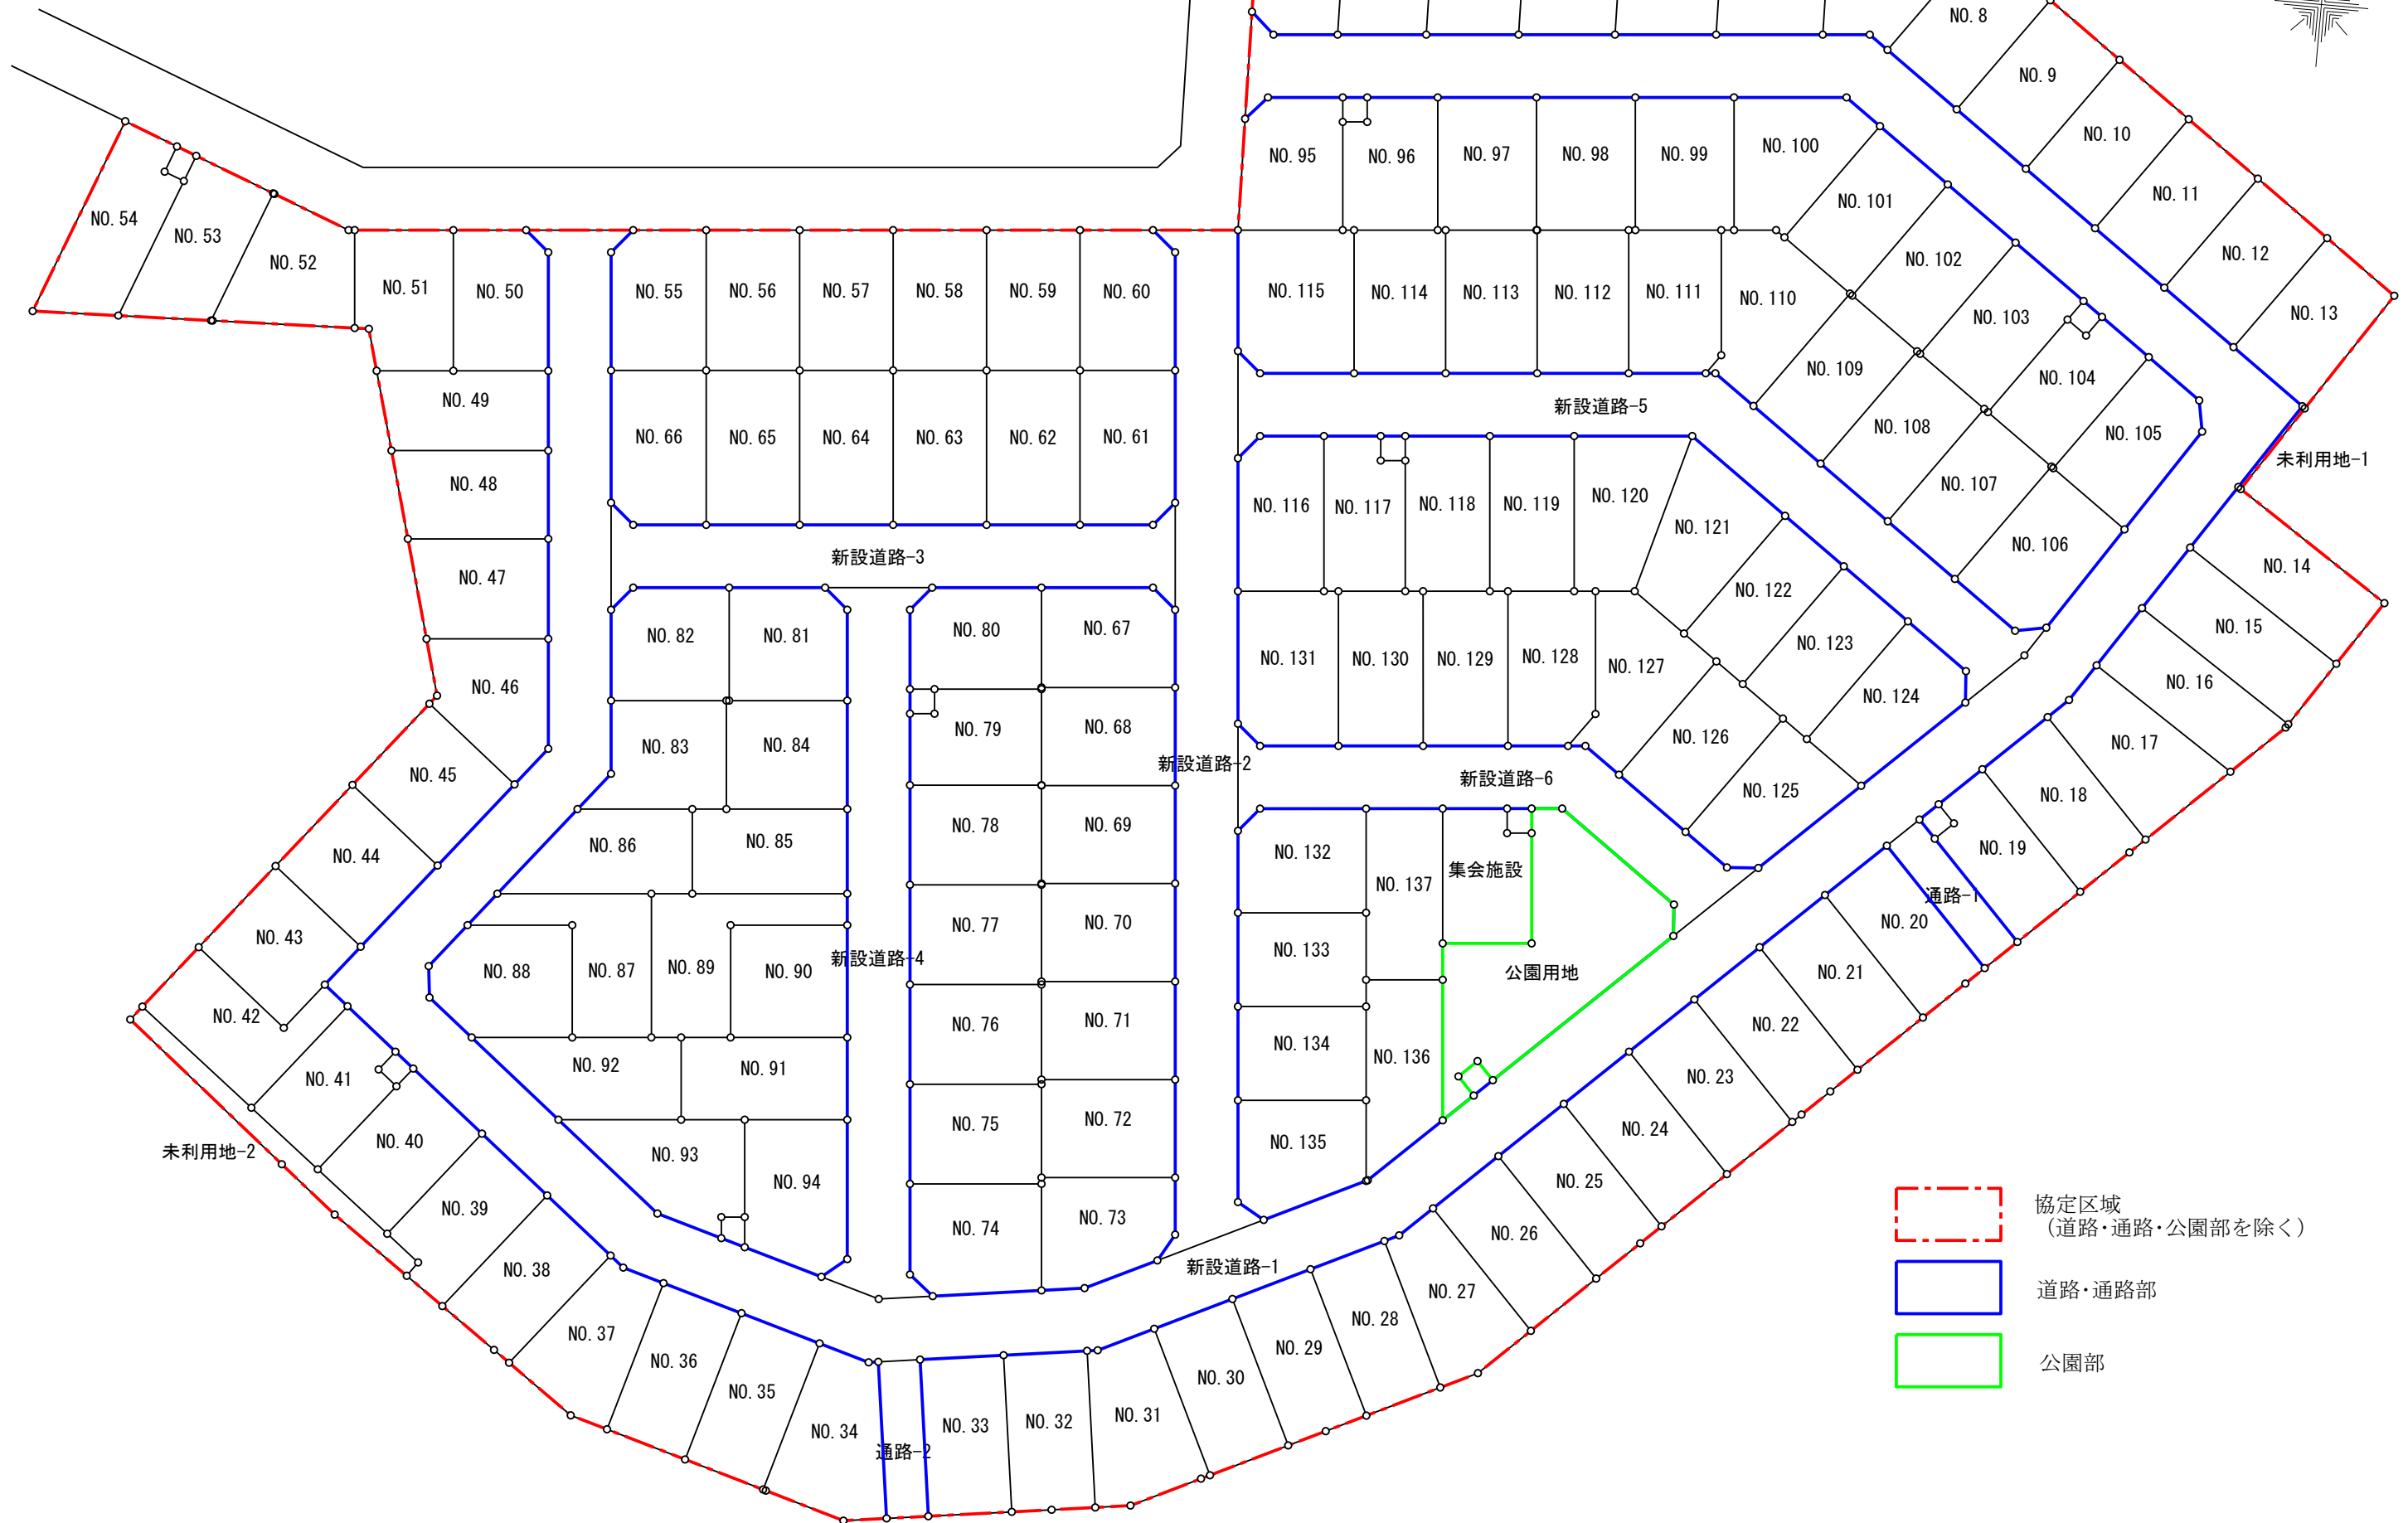 NO. 8
NO. 9
NO. 10
NO. 11
NO. 12
NO. 13
NO. 95
NO. 96
NO. 97
NO. 98
NO. 99
NO. 100
NO. 101
NO. 102
NO. 103
NO. 104
NO. 105
NO. 54
NO. 53
NO. 52
NO. 51
NO. 50
NO. 55
NO. 56
NO. 57
NO. 58
NO. 59
NO. 60
NO. 115
NO. 114
NO. 113
NO. 112
NO. 111
NO. 110
NO. 109
NO. 108
NO. 107
NO. 106
新設道路-5
未利用地-1
NO. 49
NO. 48
NO. 47
NO. 46
NO. 45
NO. 44
NO. 43
NO. 42
NO. 66
NO. 65
NO. 64
NO. 63
NO. 62
NO. 61
新設道路-3
NO. 116
NO. 117
NO. 118
NO. 119
NO. 120
NO. 121
NO. 122
NO. 123
NO. 124
NO. 131
NO. 130
NO. 129
NO. 128
NO. 127
NO. 126
NO. 125
新設道路-6
NO. 14
NO. 15
NO. 16
NO. 17
NO. 18
NO. 19
通路-1
NO. 20
NO. 21
NO. 22
NO. 23
NO. 24
NO. 25
NO. 26
NO. 27
NO. 28
NO. 29
NO. 30
NO. 31
NO. 32
NO. 33
通路-2
NO. 34
NO. 35
NO. 36
NO. 37
NO. 38
NO. 39
NO. 40
NO. 41
未利用地-2
NO. 82
NO. 81
NO. 83
NO. 84
NO. 86
NO. 85
NO. 88
NO. 87
NO. 89
NO. 90
NO. 92
NO. 91
NO. 93
NO. 94
新設道路-4
NO. 80
NO. 67
NO. 79
NO. 68
NO. 78
NO. 69
NO. 77
NO. 70
NO. 76
NO. 71
NO. 75
NO. 72
NO. 74
NO. 73
新設道路-2
新設道路-1
NO. 132
NO. 133
NO. 134
NO. 135
NO. 137
NO. 136
集会施設
公園用地
協定区域
（道路・通路・公園部を除く）
道路・通路部
公園部